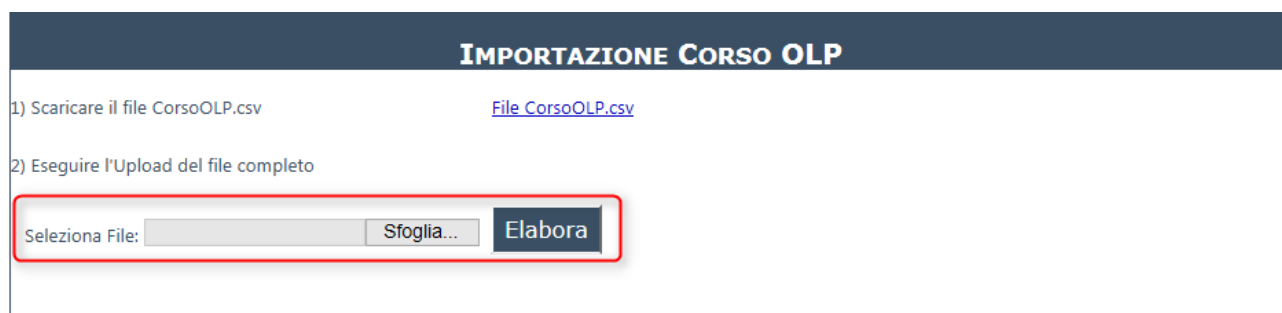 Importazione Corso OLP
1) Scaricare il file CorsoOLP.csv File CorsoOLP.csv
2) Eseguire l'Upload del file completo
Seleziona File: Sfoglia... Elabora